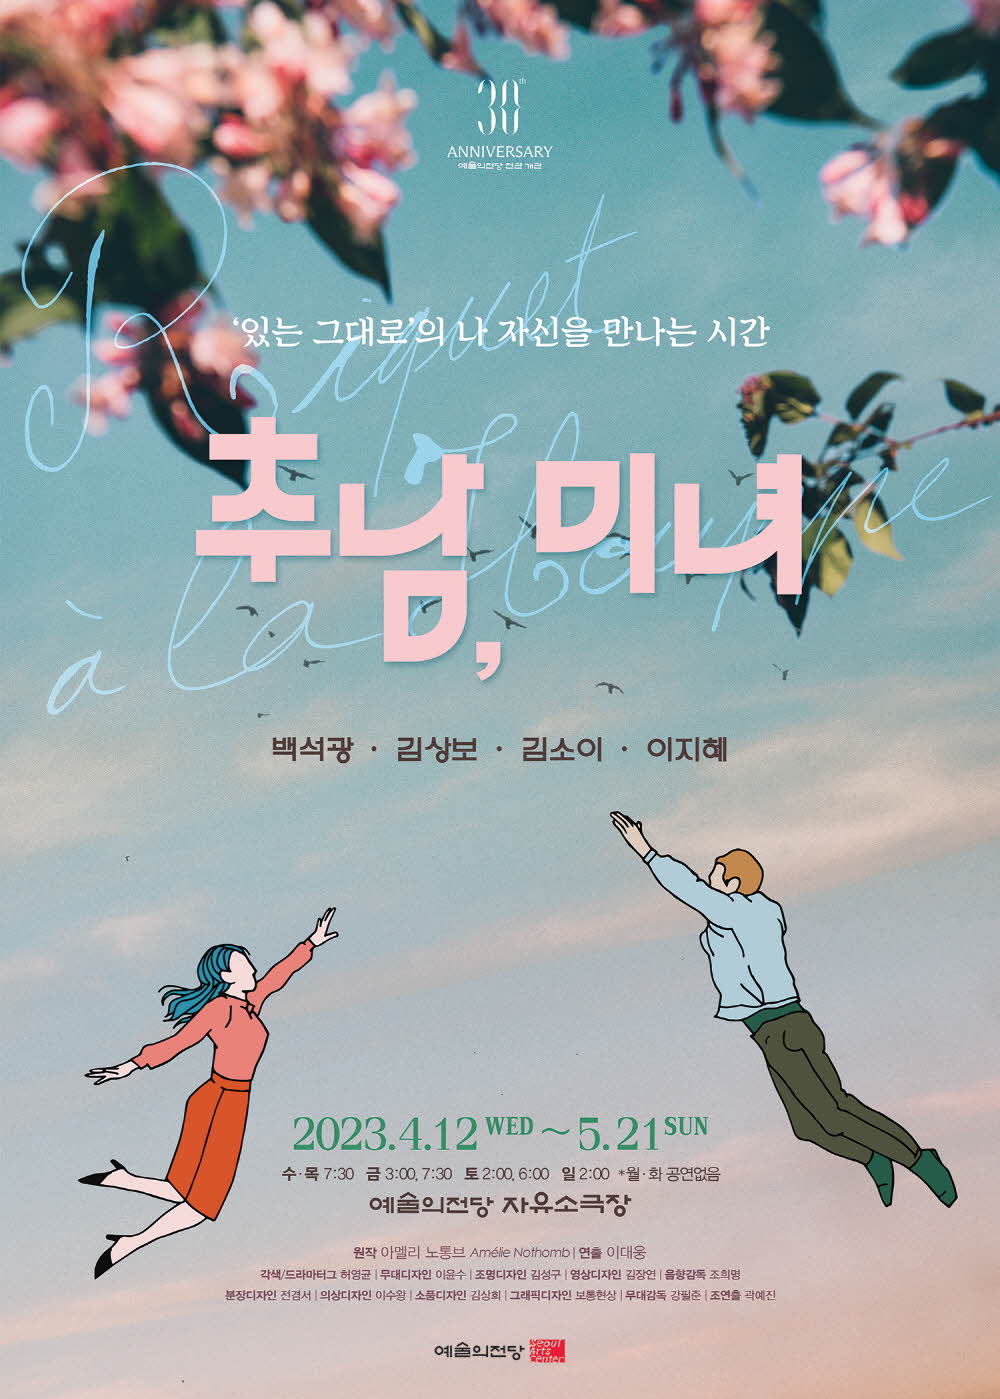 30th
ANNIVERSARY
예술의전당 전관 개관
Riquet
à la Houppe
‘있는 그대로’의 나 자신을 만나는 시간
추남, 미녀
백석광 · 김상보 · 김소이 · 이지혜
2023.4.12 WED ~ 5.21 SUN
수·목 7:30 금 3:00, 7:30 토 2:00, 6:00 일 2:00 *월·화 공연없음
예술의전당 자유소극장
원작 아멜리 노통브 Amélie Nothomb | 연출 이대웅
각색/드라마터그 허영균 | 무대디자인 이윤수 | 조명디자인 김성구 | 영상디자인 김장연 | 음향감독 조희명
분장디자인 전겸서 | 의상디자인 이수왕 | 소품디자인 김상희 | 그래픽디자인 보통현상 | 무대감독 강필준 | 조연출 곽예진
예술의전당 Seoul Arts Center